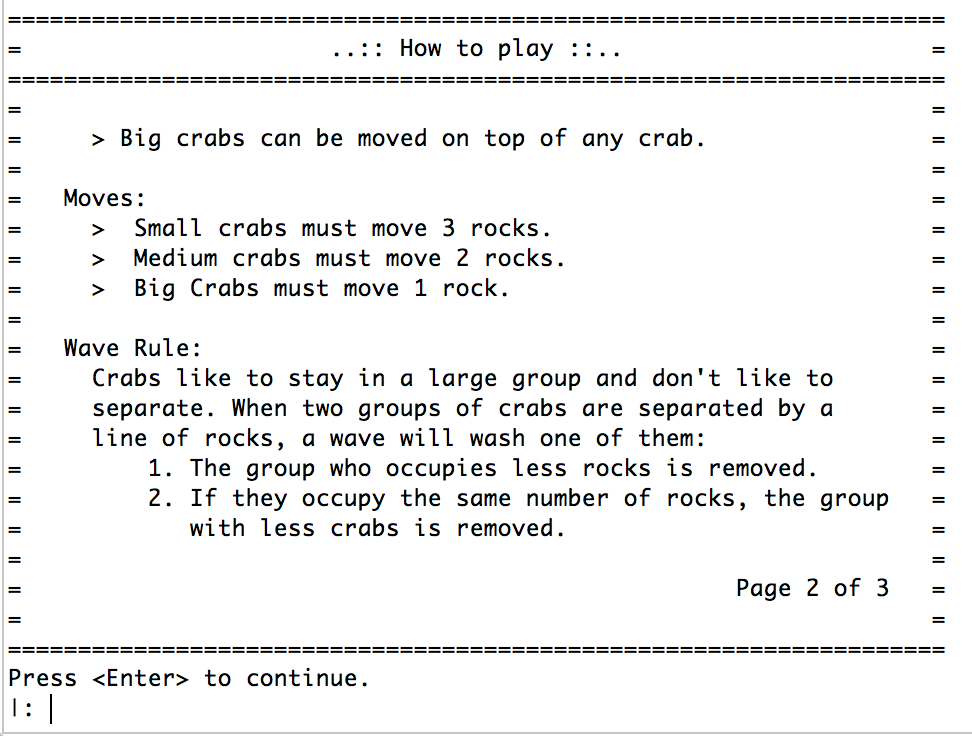 ===================================================================
= ..:: How to play ::.. =
===================================================================
= =
= > Big crabs can be moved on top of any crab. =
= =
= Moves: =
= > Small crabs must move 3 rocks. =
= > Medium crabs must move 2 rocks. =
= > Big Crabs must move 1 rock. =
= =
= Wave Rule: =
= Crabs like to stay in a large group and don't like to =
= separate. When two groups of crabs are separated by a =
= line of rocks, a wave will wash one of them: =
= 1. The group who occupies less rocks is removed. =
= 2. If they occupy the same number of rocks, the group =
= with less crabs is removed. =
= =
= Page 2 of 3 =
= =
===================================================================
Press <Enter> to continue.
|: